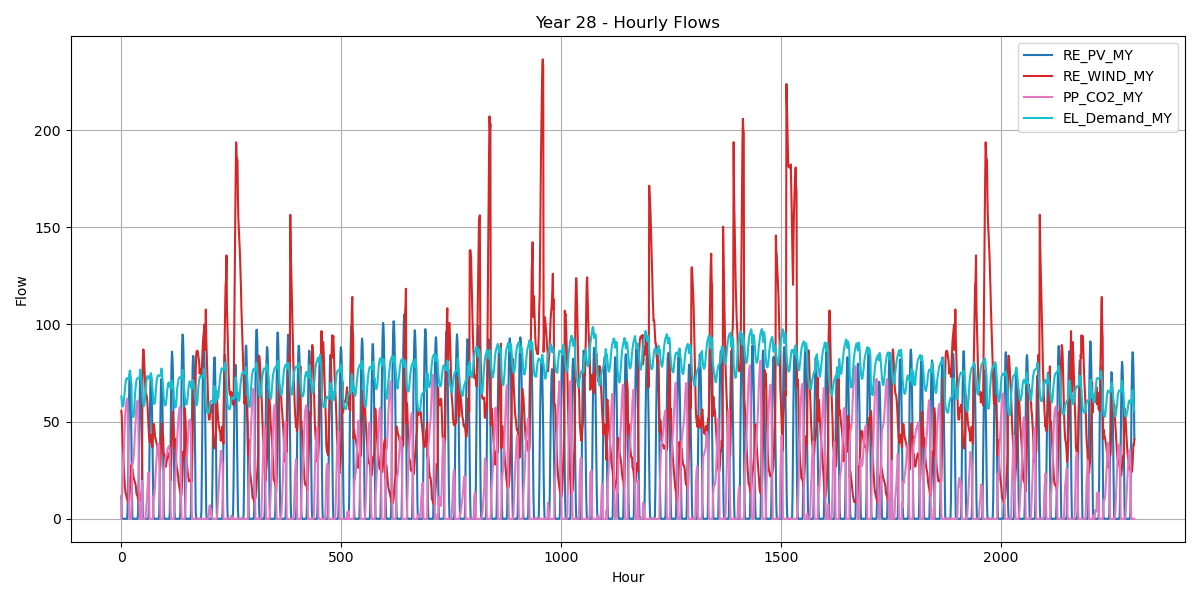 Year 28 - Hourly Flows
RE_PV_MY
RE_WIND_MY
PP_CO2_MY
EL_Demand_MY
200
150
100
50
0
Flow
0 500 1000 1500 2000
Hour